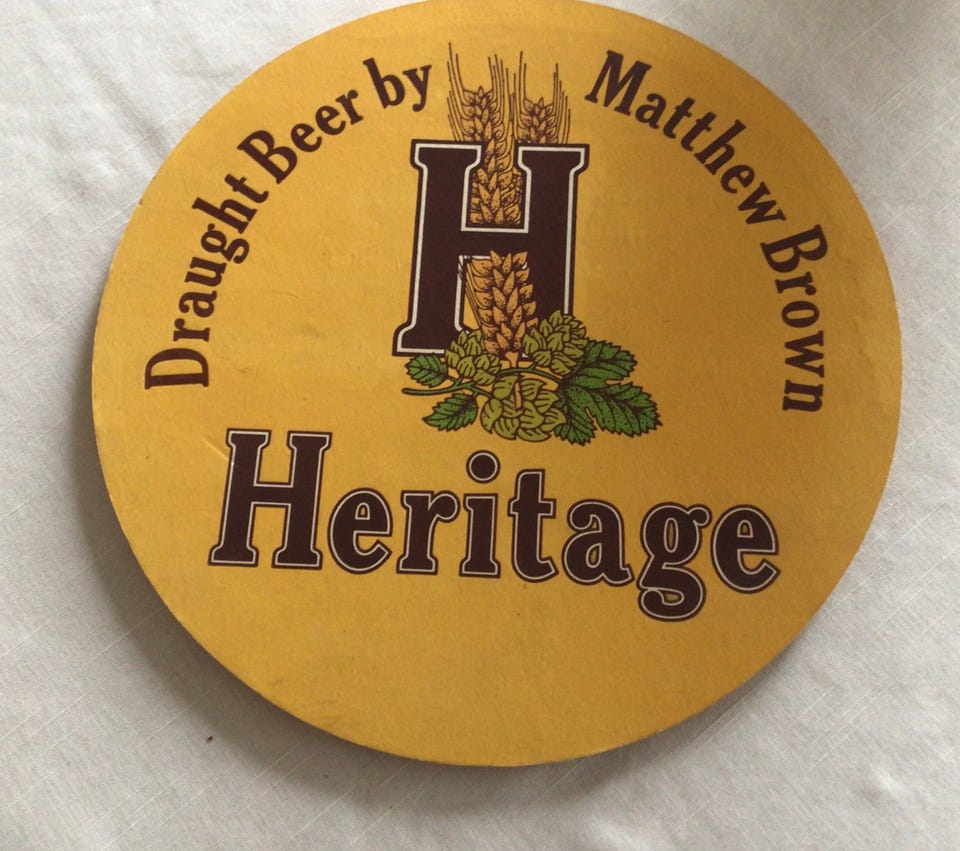 Draught Beer by Matthew Brown
H
Heritage